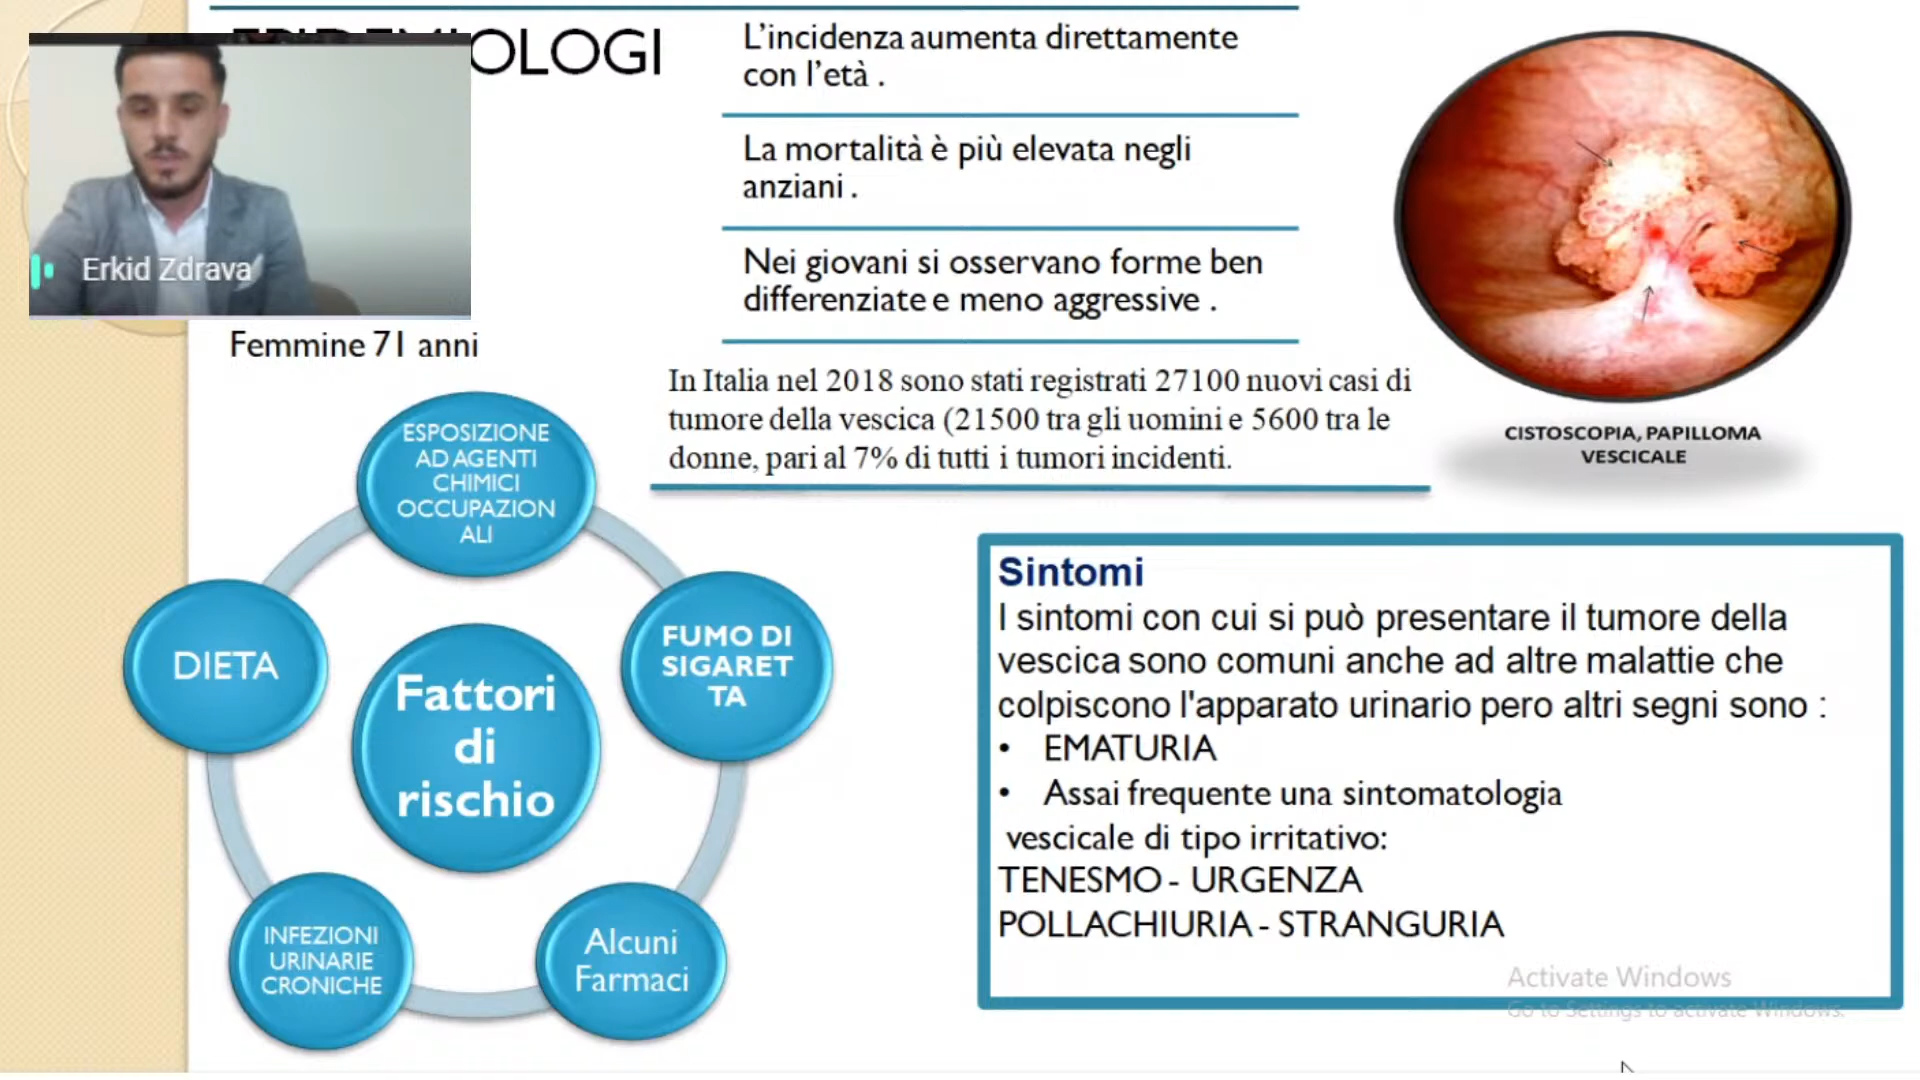 OLOGI
Erkid Zdrava
Femmine 71 anni
L'incidenza aumenta direttamente
con l'età .
La mortalità è più elevata negli
anziani .
Nei giovani si osservano forme ben
differenziate e meno aggressive .
In Italia nel 2018 sono stati registrati 27100 nuovi casi di
tumore della vescica (21500 tra gli uomini e 5600 tra le
donne, pari al 7% di tutti i tumori incidenti.
CISTOSCOPIA, PAPILLOMA
VESCICALE
ESPOSIZIONE
AD AGENTI
CHIMICI
OCCUPAZION
ALI
FUMO DI
SIGARET
TA
Alcuni
Farmaci
INFEZIONI
URINARIE
CRONICHE
DIETA
Fattori
di
rischio
Sintomi
I sintomi con cui si può presentare il tumore della
vescica sono comuni anche ad altre malattie che
colpiscono l'apparato urinario pero altri segni sono :
• EMATURIA
• Assai frequente una sintomatologia
vescicale di tipo irritativo:
TENESMO - URGENZA
POLLACHIURIA - STRANGURIA
Activate Windows
Go to Settings to activate Windows.